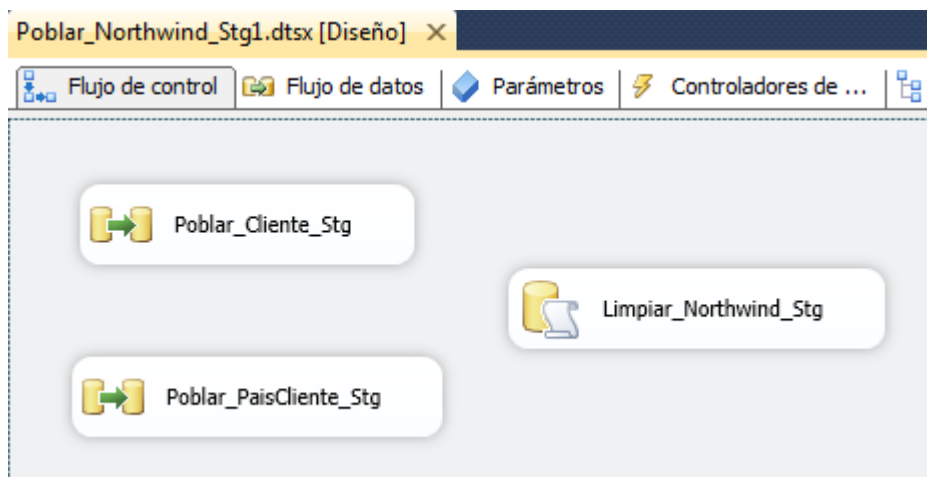 Poblar_Northwind_Stg1.dtsx [Diseño]
Flujo de control Flujo de datos Parámetros Controladores de ...
Poblar_Cliente_Stg
Limpiar_Northwind_Stg
Poblar_PaisCliente_Stg